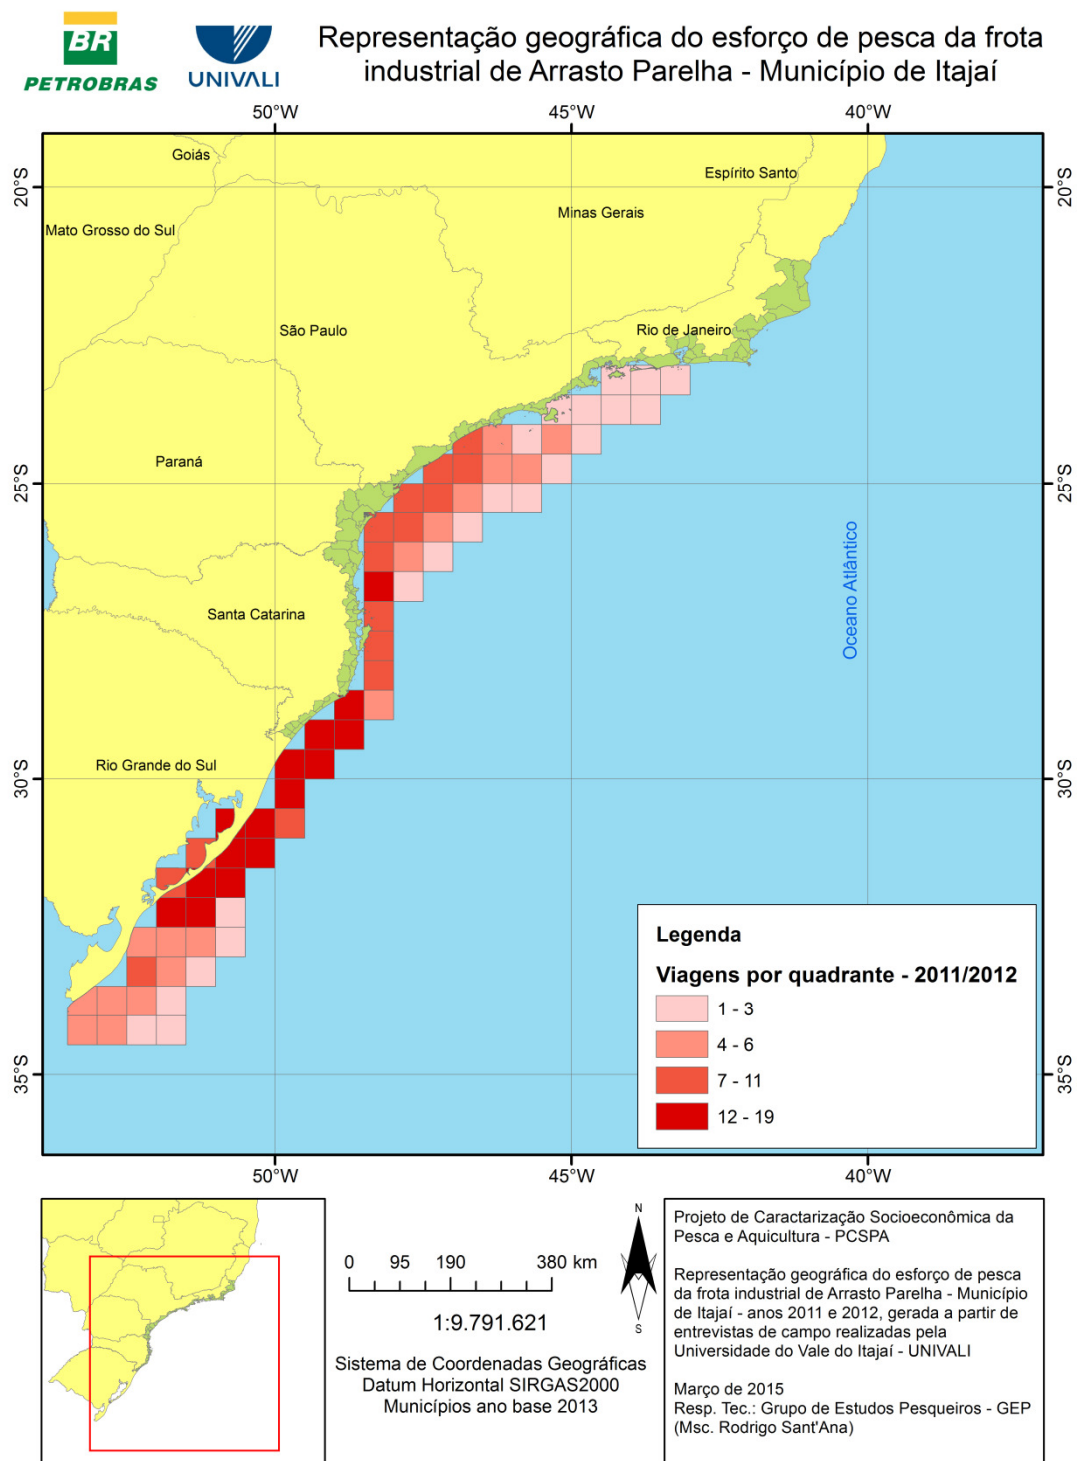 BR
PETROBRAS
UNIVALI
Representação geográfica do esforço de pesca da frota
industrial de Arrasto Parelha - Município de Itajaí
50°W
45°W
40°W
20°S
20°S
25°S
25°S
30°S
30°S
35°S
35°S
Goiás
Espírito Santo
Minas Gerais
Mato Grosso do Sul
São Paulo
Rio de Janeiro
Paraná
Santa Catarina
Rio Grande do Sul
Oceano Atlântico
Legenda
Viagens por quadrante - 2011/2012
1 - 3
4 - 6
7 - 11
12 - 19
50°W
45°W
40°W
0 95 190 380 km
1:9.791.621
Sistema de Coordenadas Geográficas
Datum Horizontal SIRGAS2000
Municípios ano base 2013
N
S
Projeto de Caractarização Socioeconômica da
Pesca e Aquicultura - PCSPA
Representação geográfica do esforço de pesca
da frota industrial de Arrasto Parelha - Município
de Itajaí - anos 2011 e 2012, gerada a partir de
entrevistas de campo realizadas pela
Universidade do Vale do Itajaí - UNIVALI
Março de 2015
Resp. Tec.: Grupo de Estudos Pesqueiros - GEP
(Msc. Rodrigo Sant'Ana)